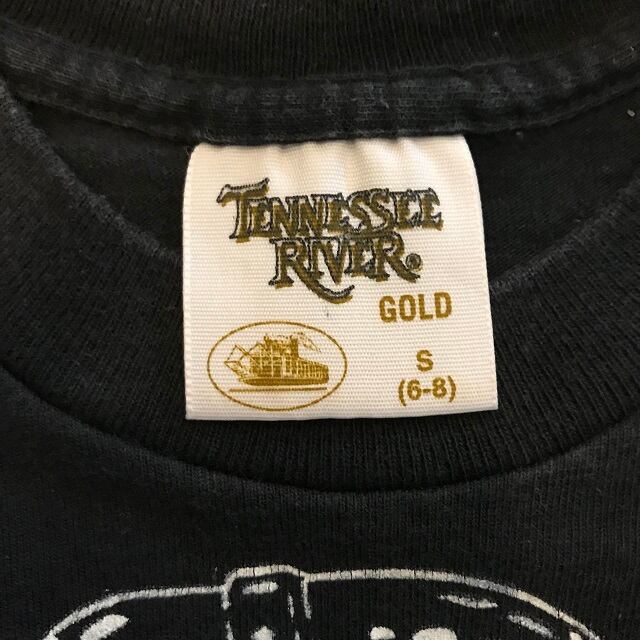 TENNESSEE
RIVER®
GOLD
S
(6-8)